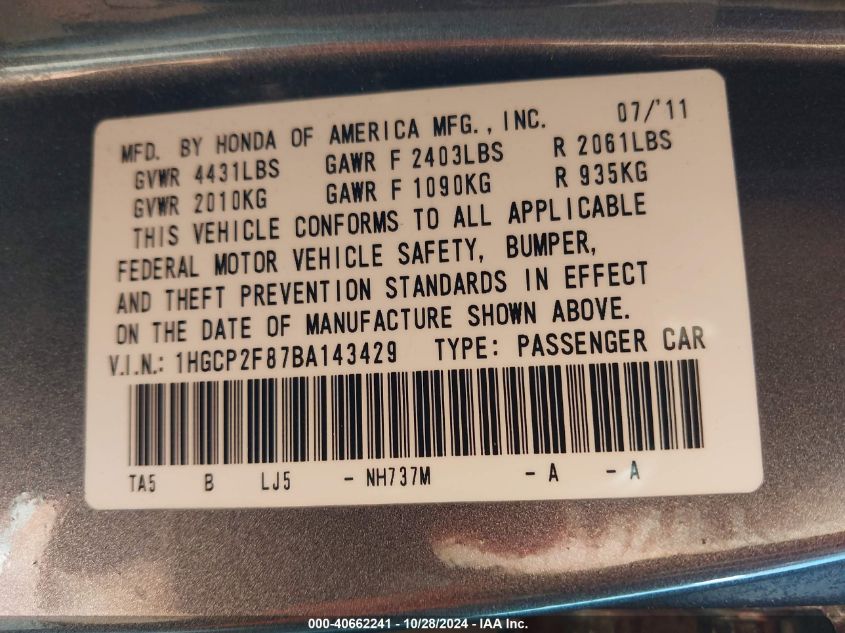 MFD. BY HONDA OF AMERICA MFG., INC. 07/'11
GVWR 4431LBS GAWR F 2403LBS R 2061LBS
GVWR 2010KG GAWR F 1090KG R 935KG
THIS VEHICLE CONFORMS TO ALL APPLICABLE
FEDERAL MOTOR VEHICLE SAFETY, BUMPER,
AND THEFT PREVENTION STANDARDS IN EFFECT
ON THE DATE OF MANUFACTURE SHOWN ABOVE.
V.I.N.: 1HGCP2F87BA143429 TYPE: PASSENGER CAR
TA5 B LJ5 - NH737M - A - A
000-40662241 - 10/28/2024 - IAA Inc.